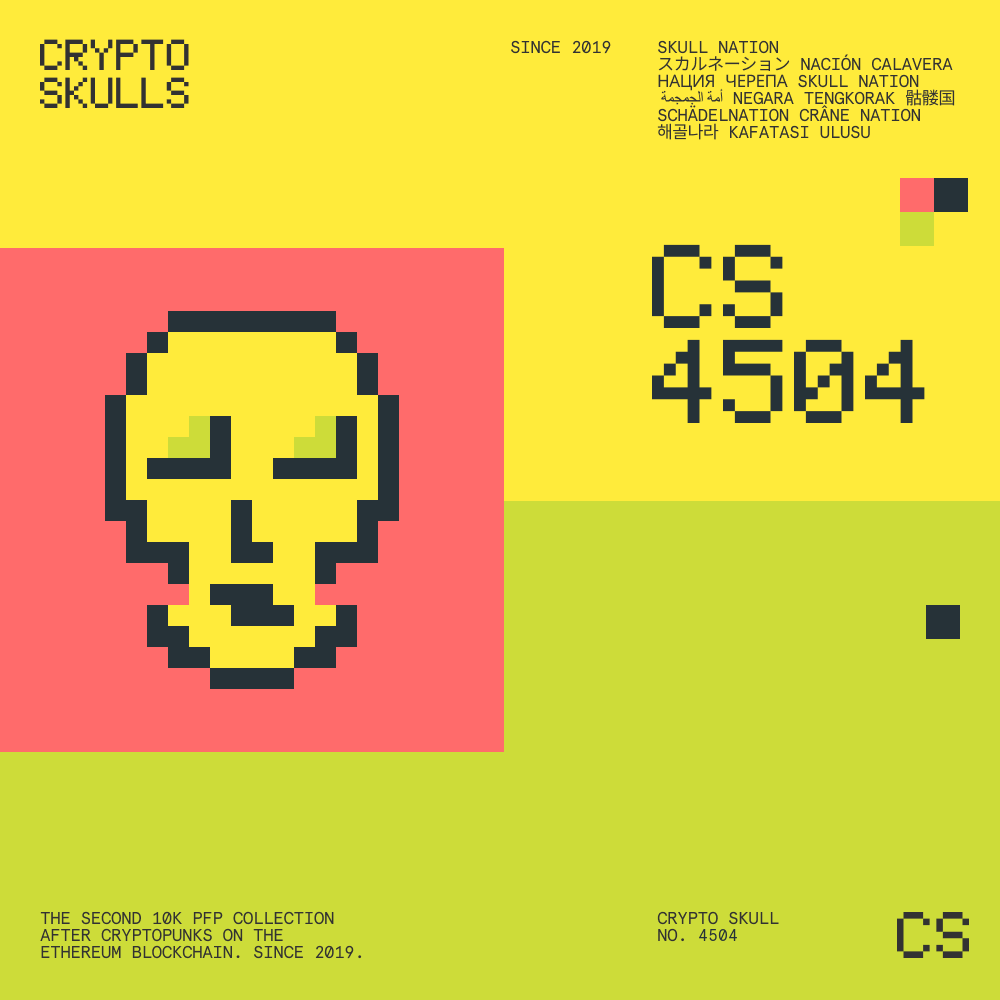 CRYPTO
SKULLS
SINCE 2019
SKULL NATION
スカルネーション NACIÓN CALAVERA
НАЦИЯ ЧЕРЕПА SKULL NATION
أمة الجمجمة NEGARA TENGKORAK 骷髅国
SCHÄDELNATION CRÂNE NATION
해골나라 KAFATASI ULUSU
CS
4504
THE SECOND 10K PFP COLLECTION
AFTER CRYPTOPUNKS ON THE
ETHEREUM BLOCKCHAIN. SINCE 2019.
CRYPTO SKULL
NO. 4504
CS